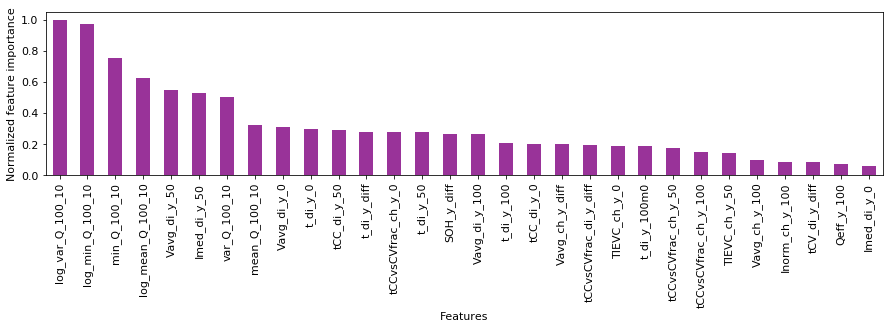 Normalized feature importance
1.0
0.8
0.6
0.4
0.2
0.0
log_var_Q_100_10
log_min_Q_100_10
min_Q_100_10
log_mean_Q_100_10
Vavg_di_y_50
Imed_di_y_50
var_Q_100_10
mean_Q_100_10
Vavg_di_y_0
t_di_y_0
tCC_di_y_50
t_di_y_diff
tCCvsCVfrac_ch_y_0
t_di_y_50
SOH_y_diff
Vavg_di_y_100
t_di_y_100
tCC_di_y_0
Vavg_ch_y_diff
tCCvsCVfrac_di_y_diff
TIEVC_ch_y_0
t_di_y_100m0
tCCvsCVfrac_ch_y_50
tCCvsCVfrac_ch_y_100
TIEVC_ch_y_50
Vavg_ch_y_100
Inorm_ch_y_100
tCV_di_y_diff
Qeff_y_100
Imed_di_y_0
Features